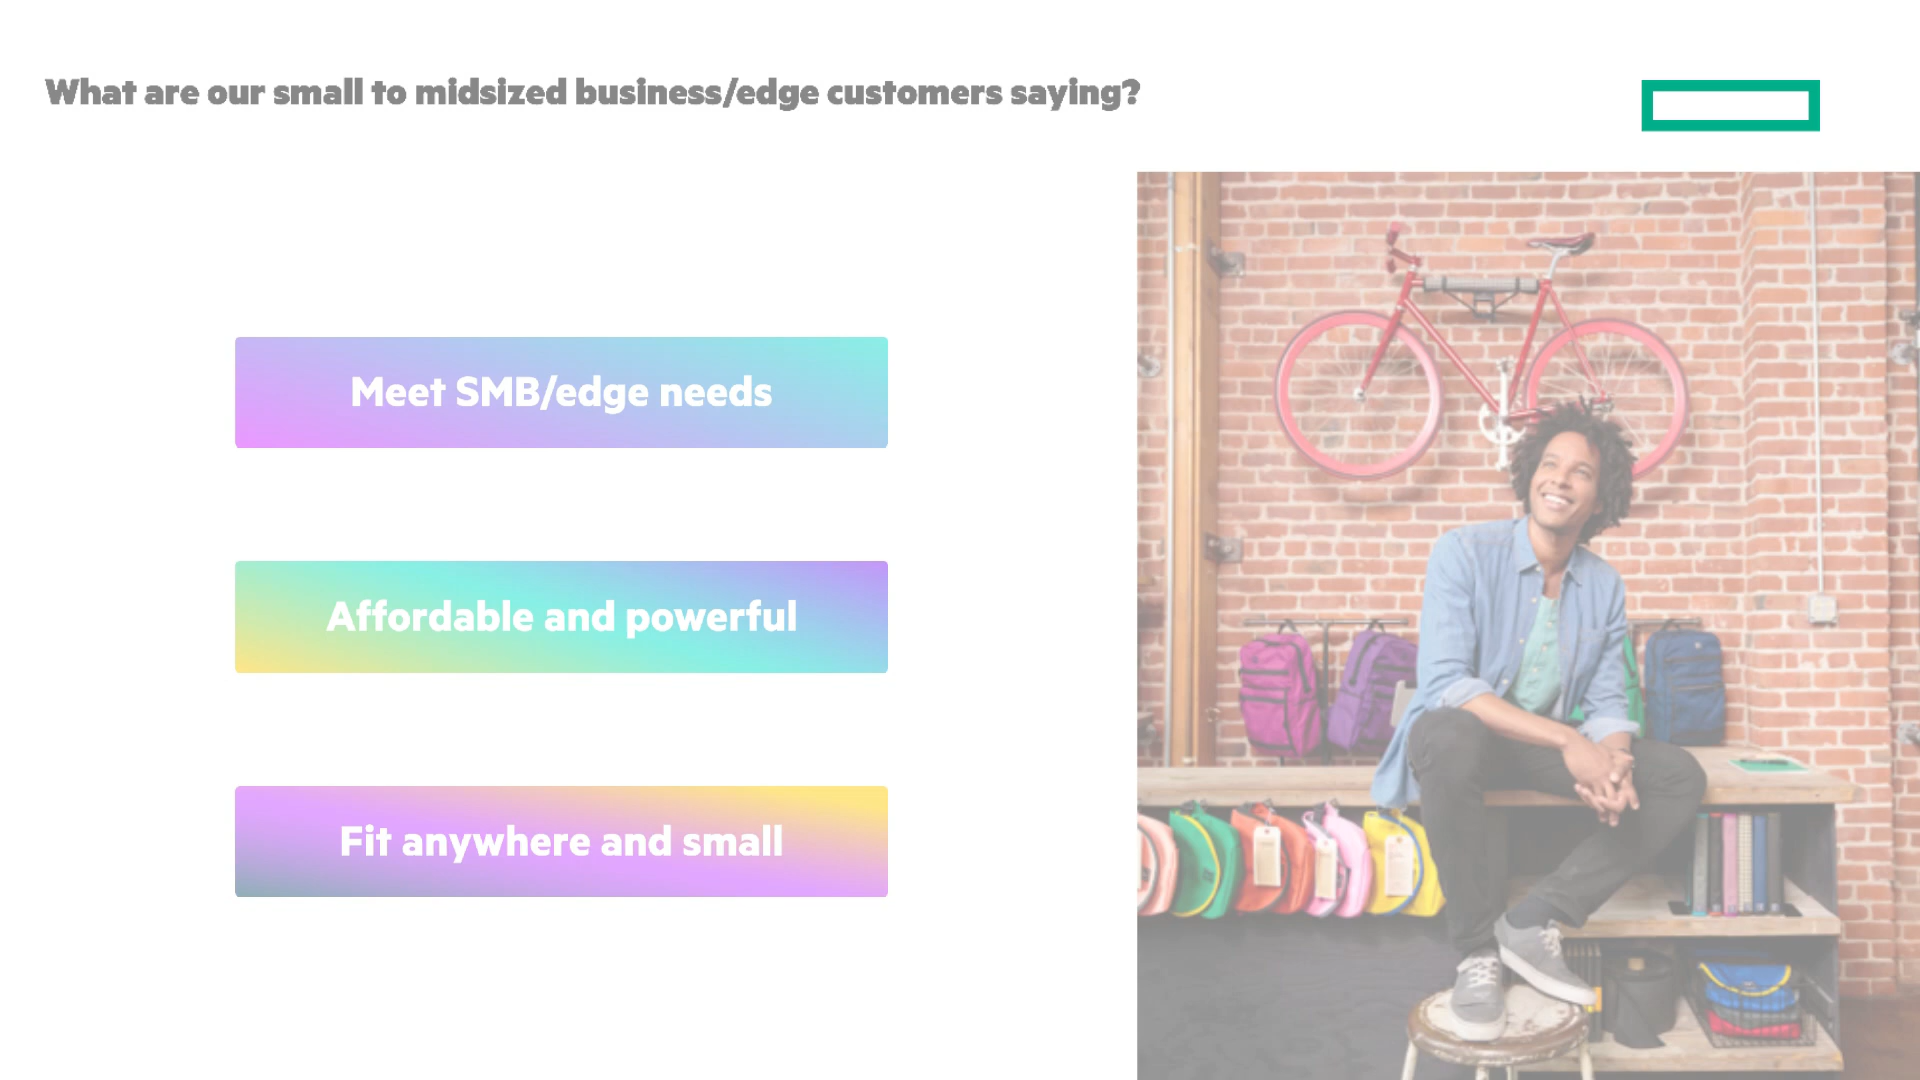 What are our small to midsized business/edge customers saying?
Meet SMB/edge needs
Affordable and powerful
Fit anywhere and small